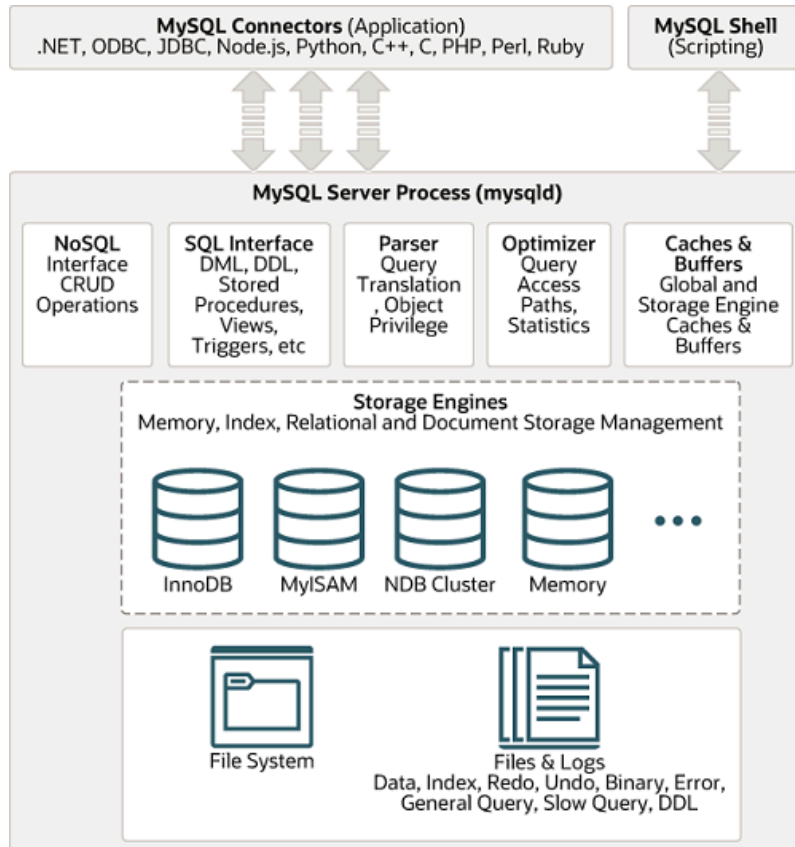 MySQL Connectors (Application)
.NET, ODBC, JDBC, Node.js, Python, C++, C, PHP, Perl, Ruby
MySQL Shell
(Scripting)
MySQL Server Process (mysqld)
NoSQL
Interface
CRUD
Operations
SQL Interface
DML, DDL,
Stored
Procedures,
Views,
Triggers, etc
Parser
Query
Translation
, Object
Privilege
Optimizer
Query
Access
Paths,
Statistics
Caches &
Buffers
Global and
Storage Engine
Caches &
Buffers
Storage Engines
Memory, Index, Relational and Document Storage Management
InnoDB
MyISAM
NDB Cluster
Memory
File System
Files & Logs
Data, Index, Redo, Undo, Binary, Error,
General Query, Slow Query, DDL